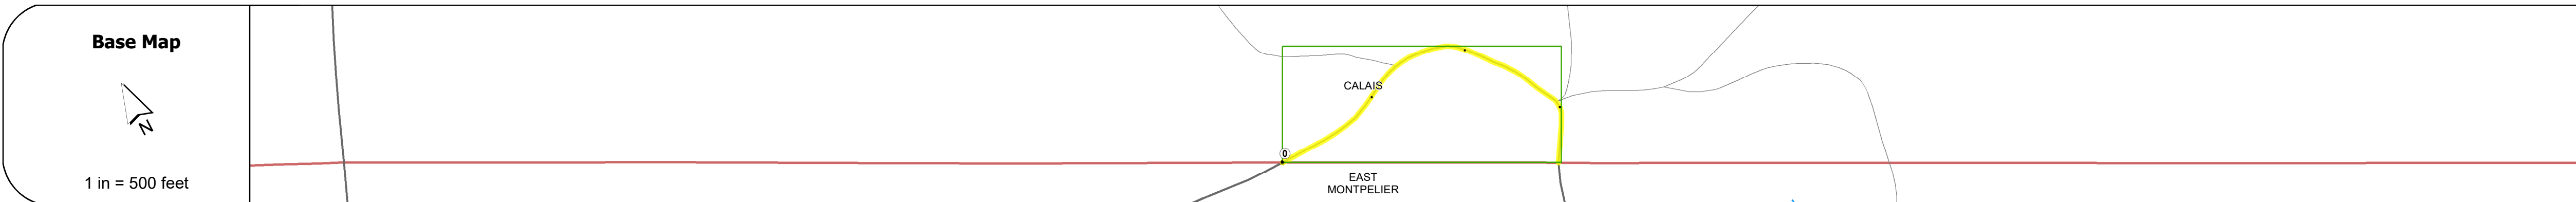 Base Map
N
1 in = 500 feet
CALAIS
0
EAST
MONTPELIER